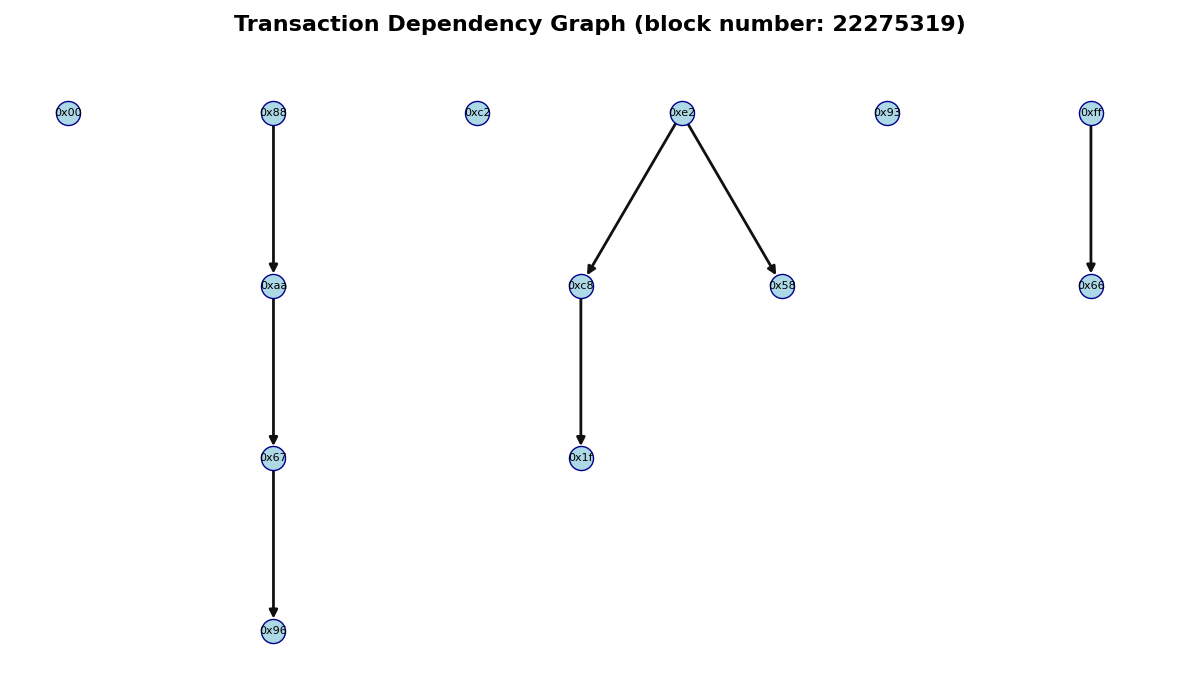 Transaction Dependency Graph (block number: 22275319)
0x00 0x88 0xc2 0xe2 0x93 0xff
0xaa 0xc8 0x58 0x66
0x67 0x1f
0x96